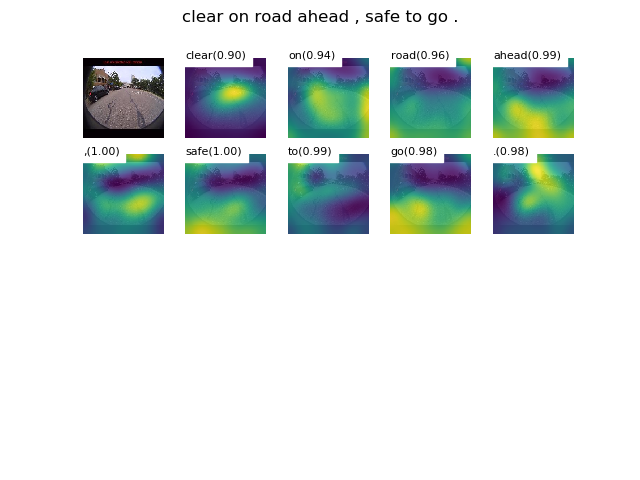 clear on road ahead , safe to go .
clear(0.90) on(0.94) road(0.96) ahead(0.99)
,(1.00) safe(1.00) to(0.99) go(0.98) .(0.98)